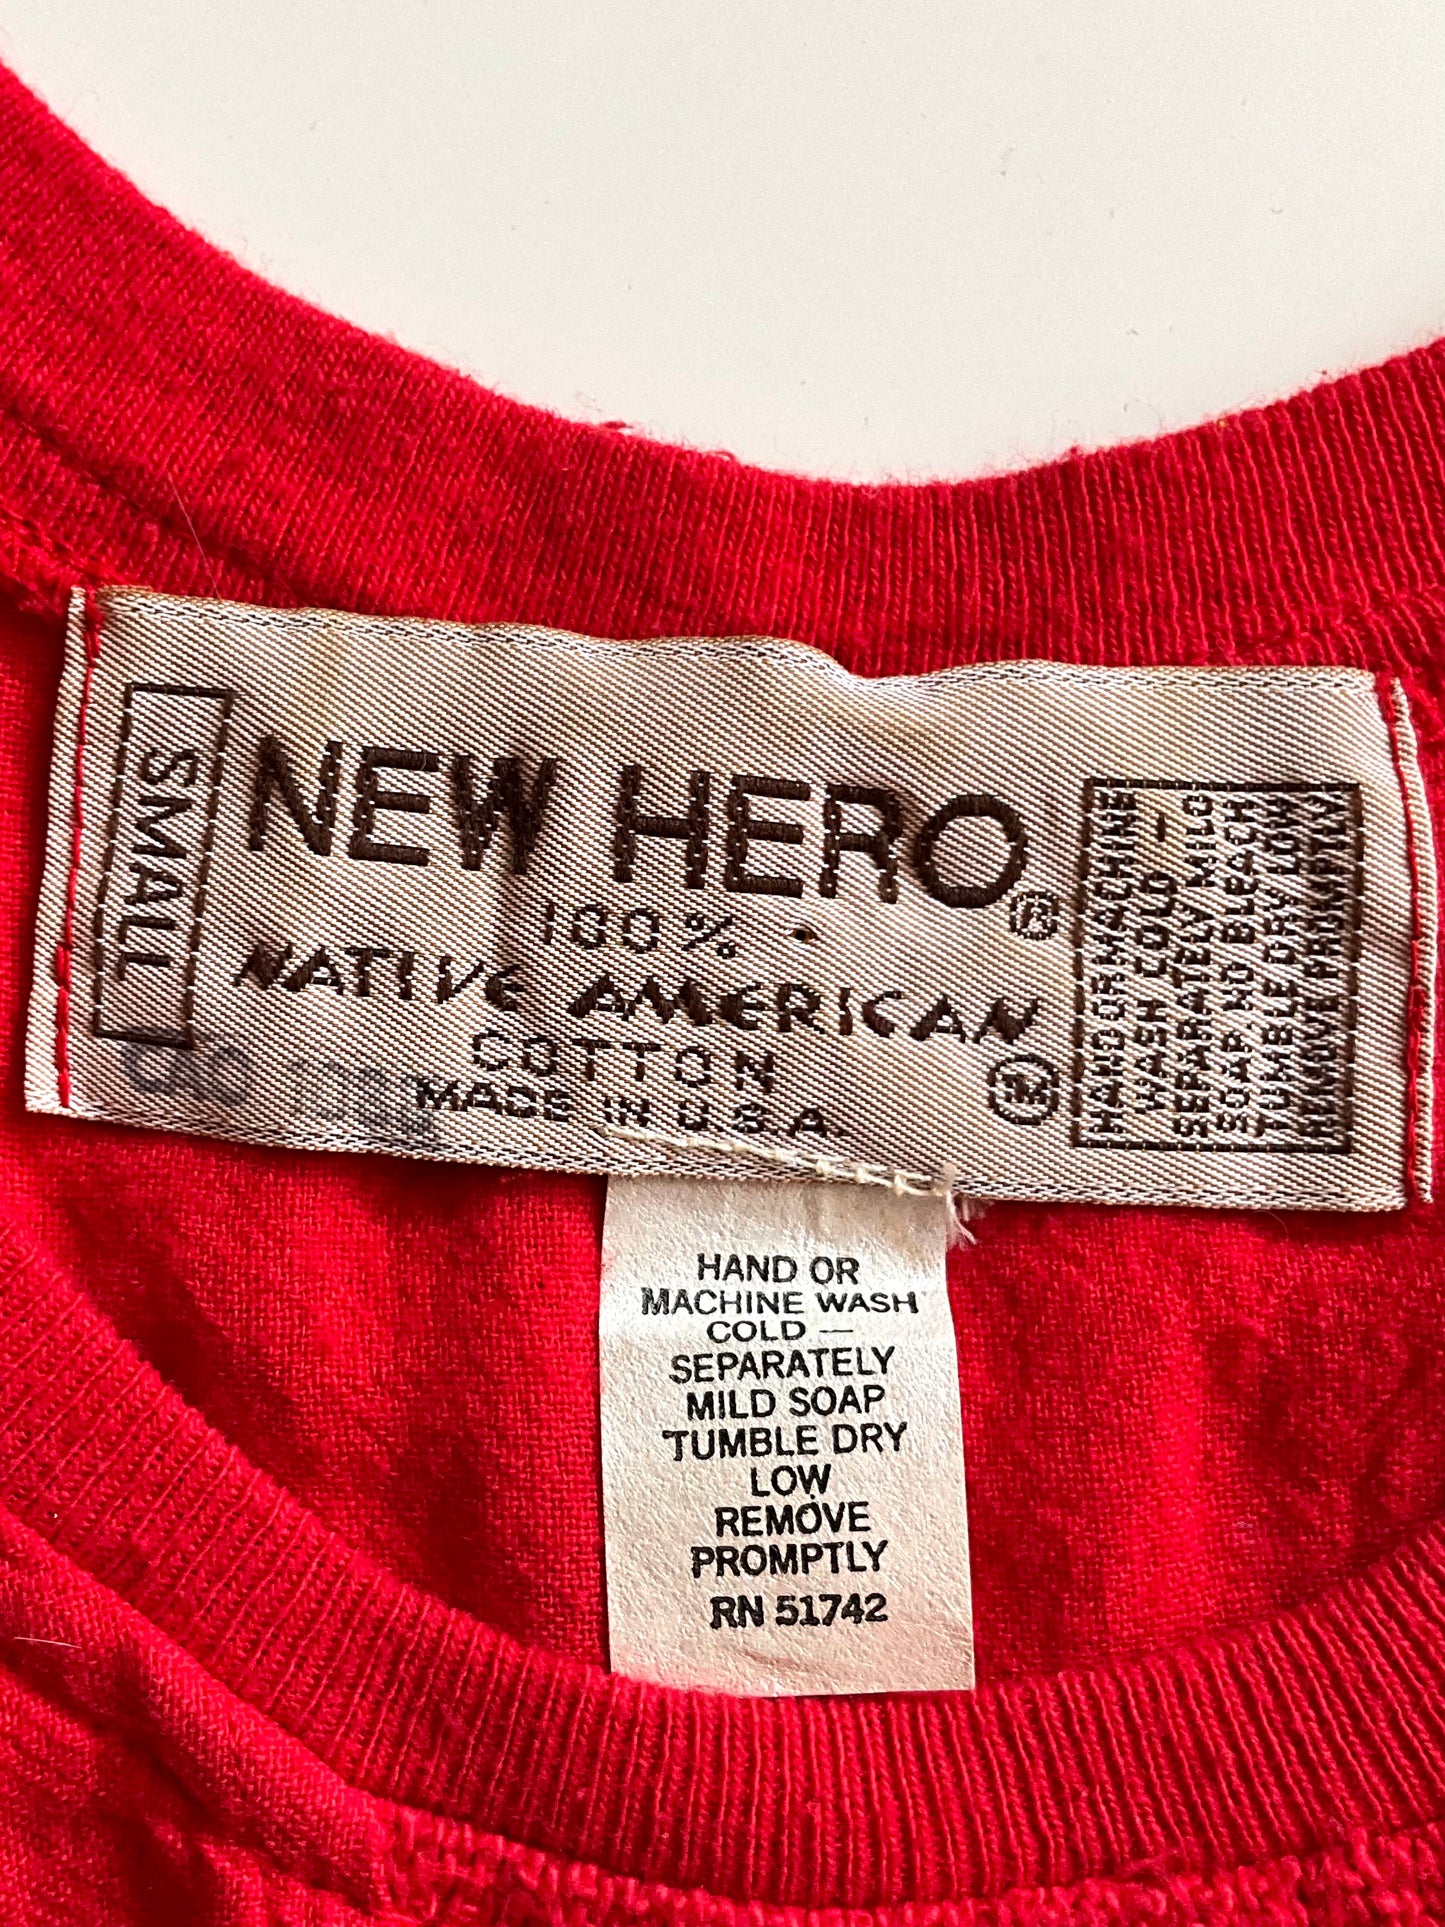 SMALL
NEW HERO®
100%
NATIVE AMERICAN
COTTON ®
MADE IN U.S.A.
HAND OR MACHINE
WASH COLD –
SEPARATELY MILD
SOAP. NO BLEACH
TUMBLE DRY LOW
REMOVE PROMPTLY
HAND OR
MACHINE WASH
COLD —
SEPARATELY
MILD SOAP
TUMBLE DRY
LOW
REMOVE
PROMPTLY
RN 51742